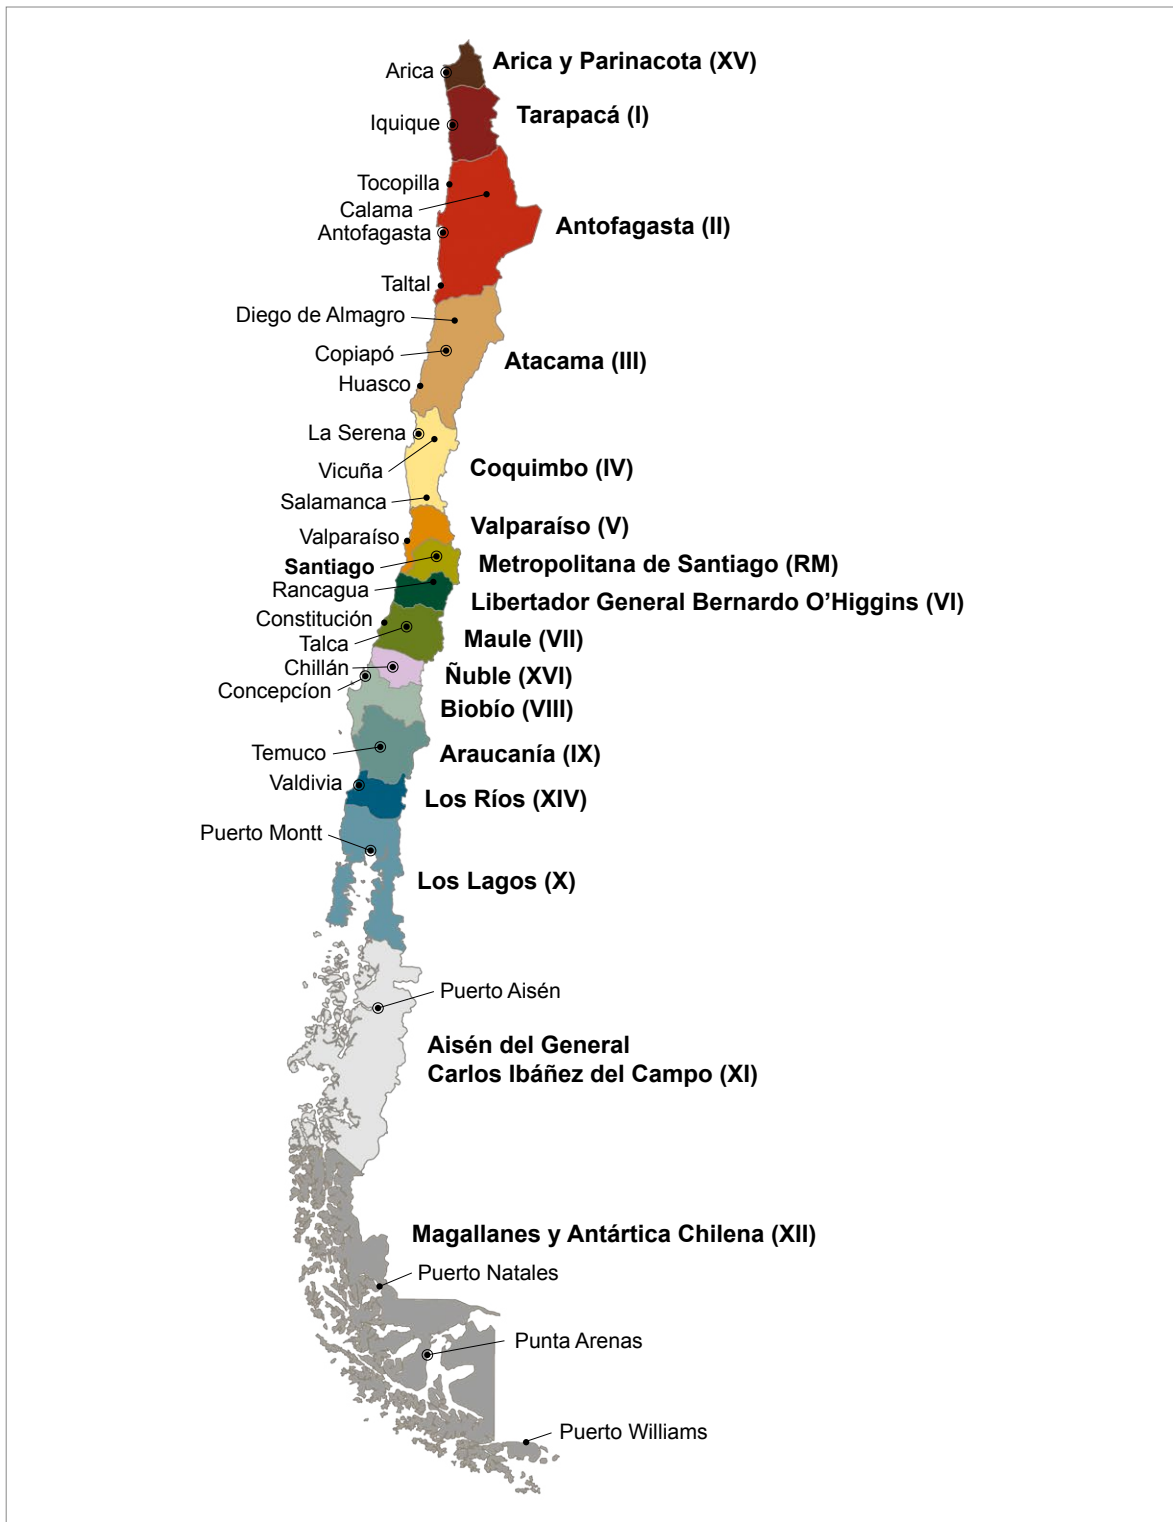 Arica y Parinacota (XV)
Arica
Tarapacá (I)
Iquique
Tocopilla
Calama
Antofagasta (II)
Antofagasta
Taltal
Diego de Almagro
Copiapó
Atacama (III)
Huasco
La Serena
Vicuña
Coquimbo (IV)
Salamanca
Valparaíso (V)
Valparaíso
Metropolitana de Santiago (RM)
Santiago
Rancagua
Libertador General Bernardo O’Higgins (VI)
Constitución
Maule (VII)
Talca
Chillán
Ñuble (XVI)
Concepcíon
Biobío (VIII)
Temuco
Araucanía (IX)
Valdivia
Los Ríos (XIV)
Puerto Montt
Los Lagos (X)
Puerto Aisén
Aisén del General
Carlos Ibáñez del Campo (XI)
Magallanes y Antártica Chilena (XII)
Puerto Natales
Punta Arenas
Puerto Williams